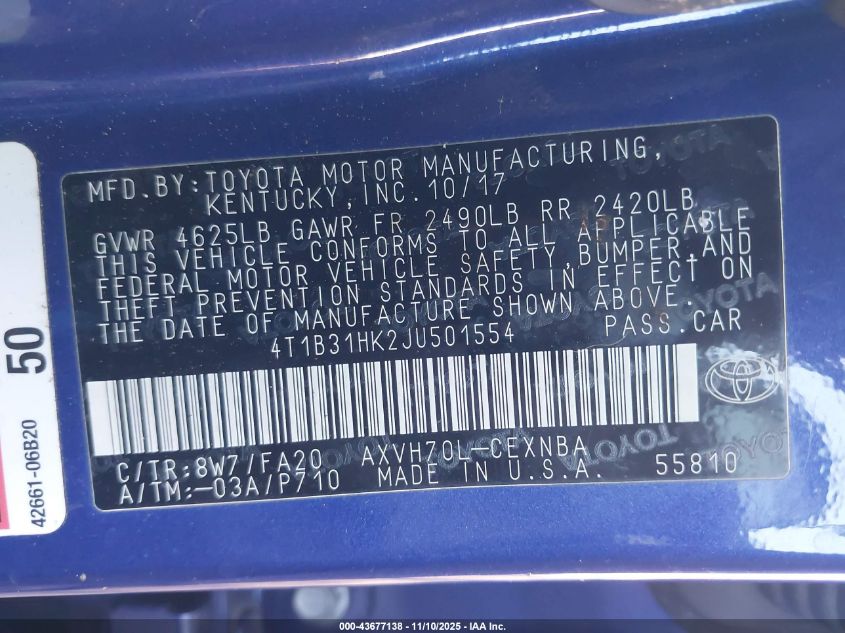 MFD.BY:TOYOTA MOTOR MANUFACTURING,
KENTUCKY,INC.10/17
GVWR 4625LB GAWR FR 2490LB RR 2420LB
THIS VEHICLE CONFORMS TO ALL APPLICABLE
FEDERAL MOTOR VEHICLE SAFETY,BUMPER,AND
THEFT PREVENTION STANDARDS IN EFFECT ON
THE DATE OF MANUFACTURE SHOWN ABOVE.
4T1B31HK2JU501554 PASS.CAR
C/TR:8W7/FA20 AXVH70L-CEXNBA
A/TM:-03A/P710 MADE IN U.S.A. 55810
TOYOTA
50
42661-06B20
000-43677138 - 11/10/2025 - IAA Inc.